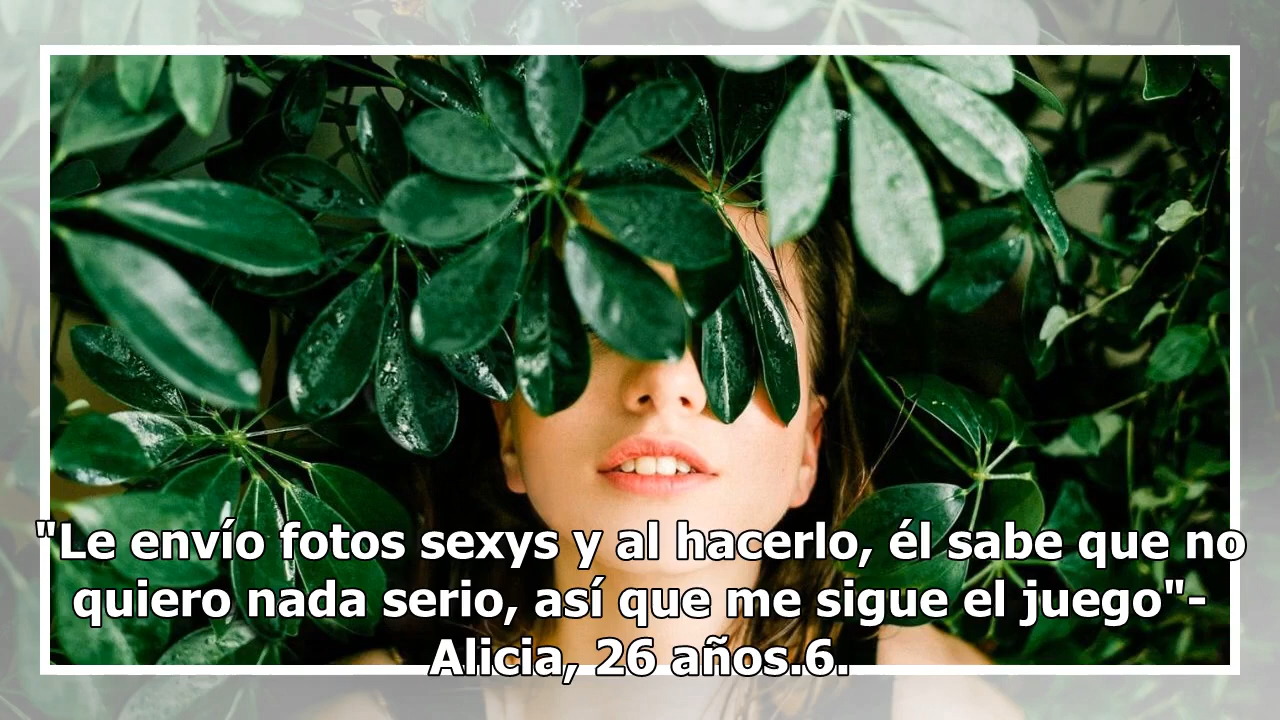 "Le envío fotos sexys y al hacerlo, él sabe que no
quiero nada serio, así que me sigue el juego"-
Alicia, 26 años.6.